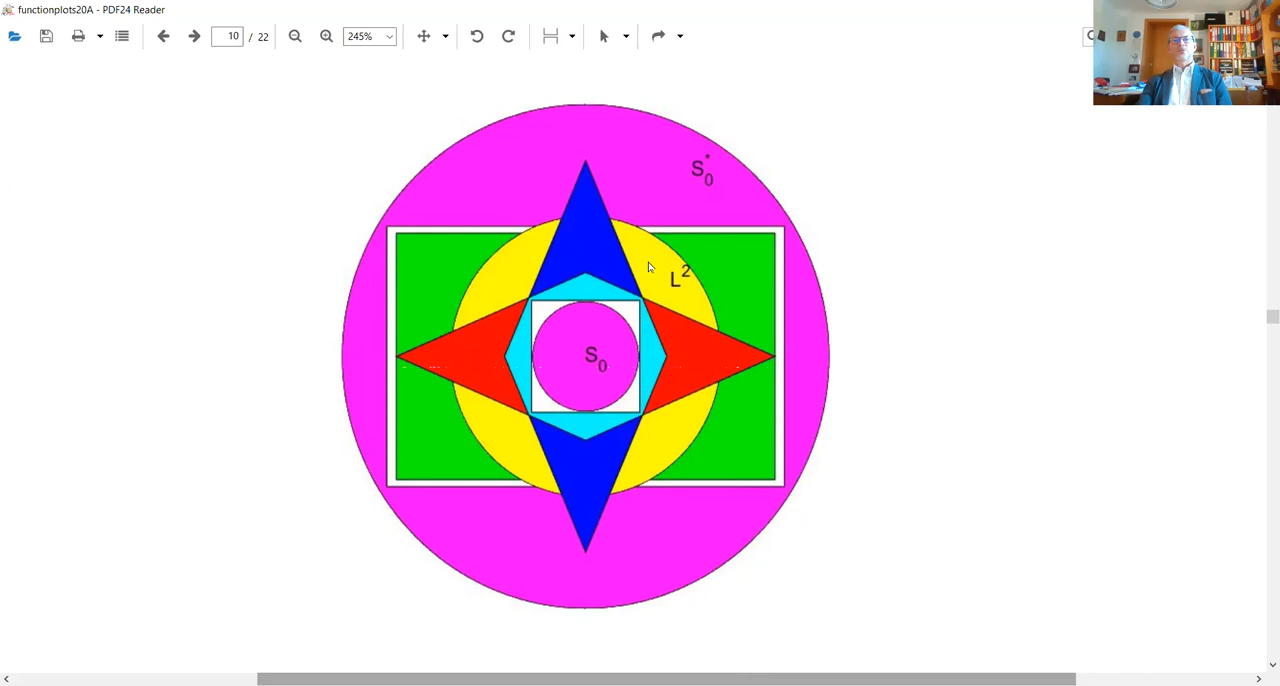 functionplots20A - PDF24 Reader
10 / 22
245%
S₀*
L²
S₀